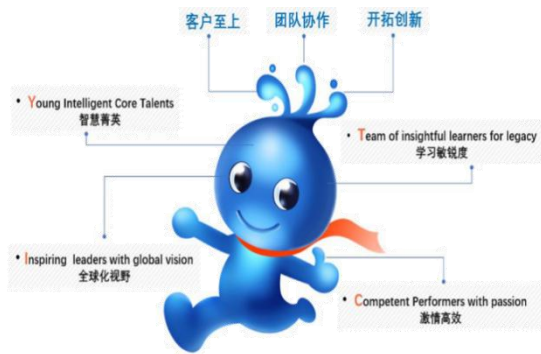 客户至上
团队协作
开拓创新
• Young Intelligent Core Talents
智慧菁英
• Team of insightful learners for legacy
学习敏锐度
• Inspiring leaders with global vision
全球化视野
• Competent Performers with passion
激情高效